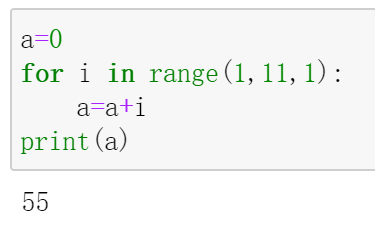 a=0
for i in range(1,11,1):
    a=a+i
print(a)
55